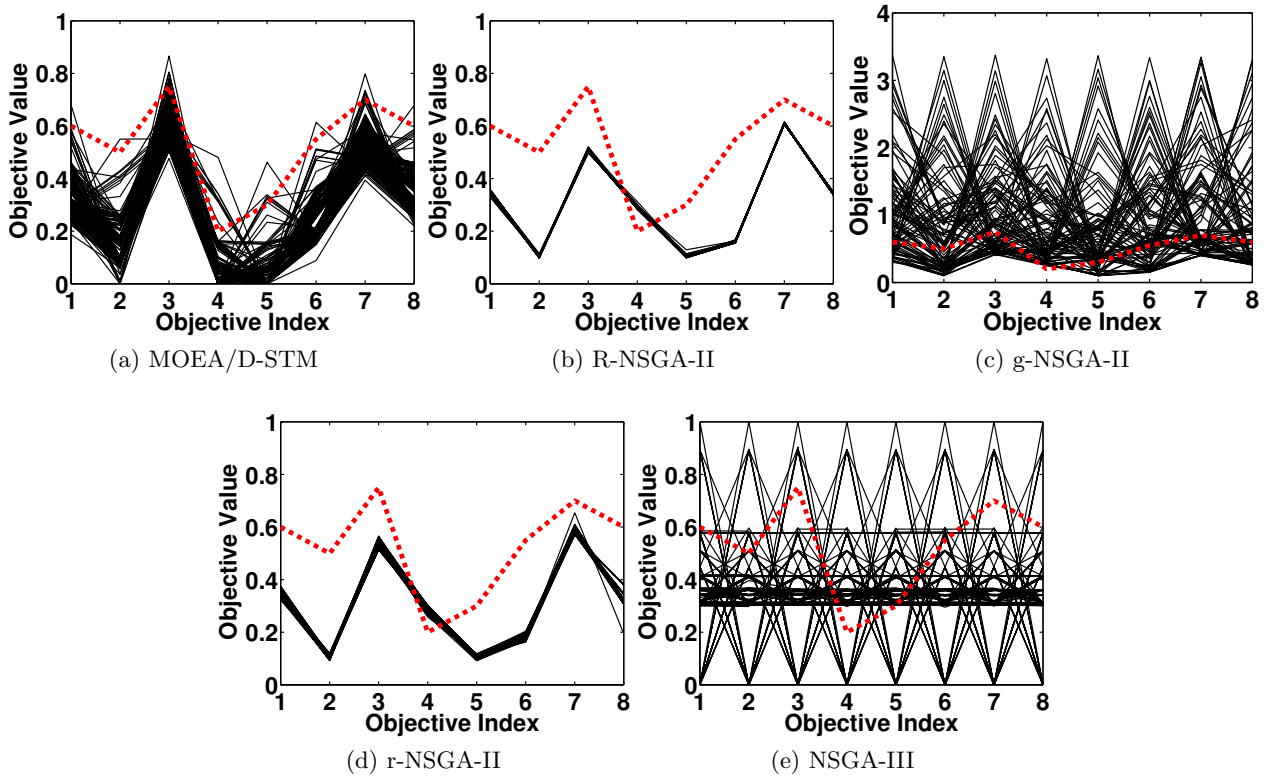 1
0.8
0.6
0.4
0.2
0
Objective Value
1 2 3 4 5 6 7 8
Objective Index
(a) MOEA/D-STM
1
0.8
0.6
0.4
0.2
0
Objective Value
1 2 3 4 5 6 7 8
Objective Index
(b) R-NSGA-II
4
3
2
1
0
Objective Value
1 2 3 4 5 6 7 8
Objective Index
(c) g-NSGA-II
1
0.8
0.6
0.4
0.2
0
Objective Value
1 2 3 4 5 6 7 8
Objective Index
(d) r-NSGA-II
1
0.8
0.6
0.4
0.2
0
Objective Value
1 2 3 4 5 6 7 8
Objective Index
(e) NSGA-III